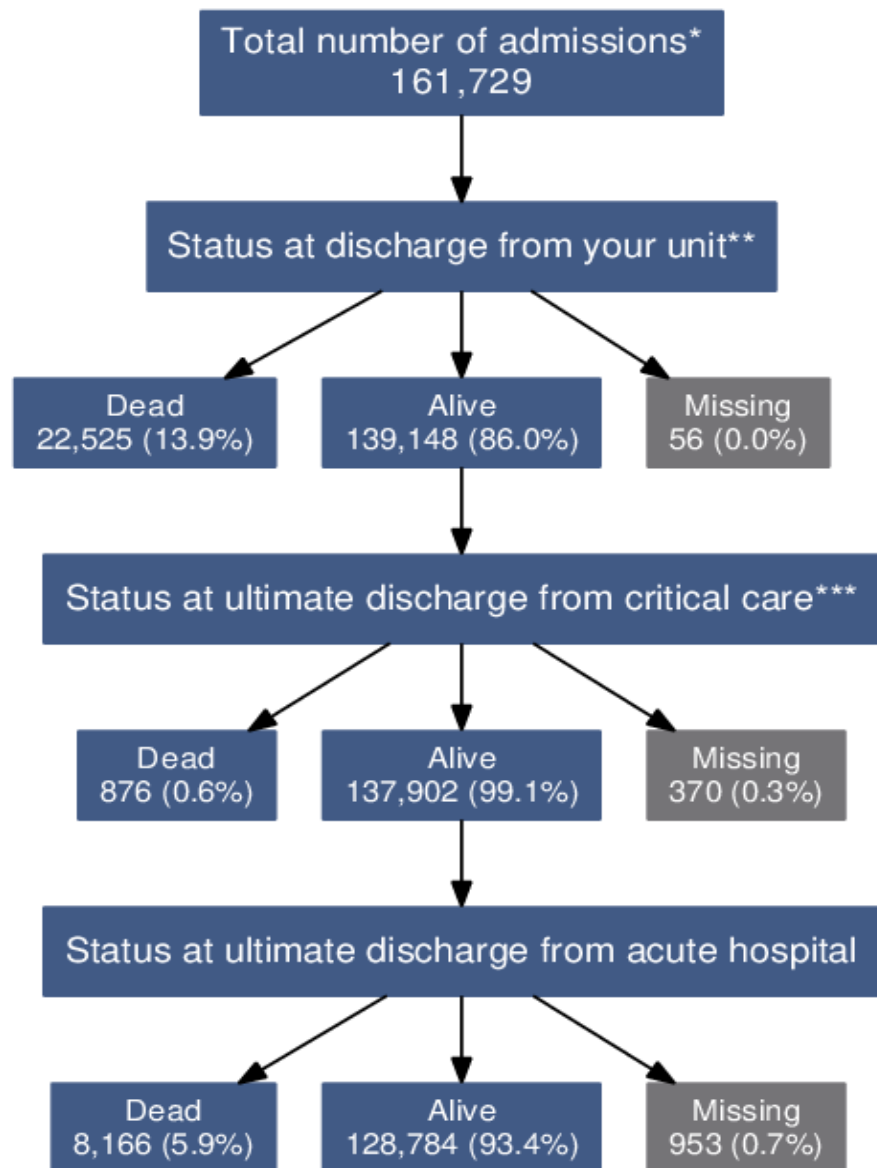 Total number of admissions*
161,729
Status at discharge from your unit**
Dead
22,525 (13.9%)
Alive
139,148 (86.0%)
Missing
56 (0.0%)
Status at ultimate discharge from critical care***
Dead
876 (0.6%)
Alive
137,902 (99.1%)
Missing
370 (0.3%)
Status at ultimate discharge from acute hospital
Dead
8,166 (5.9%)
Alive
128,784 (93.4%)
Missing
953 (0.7%)